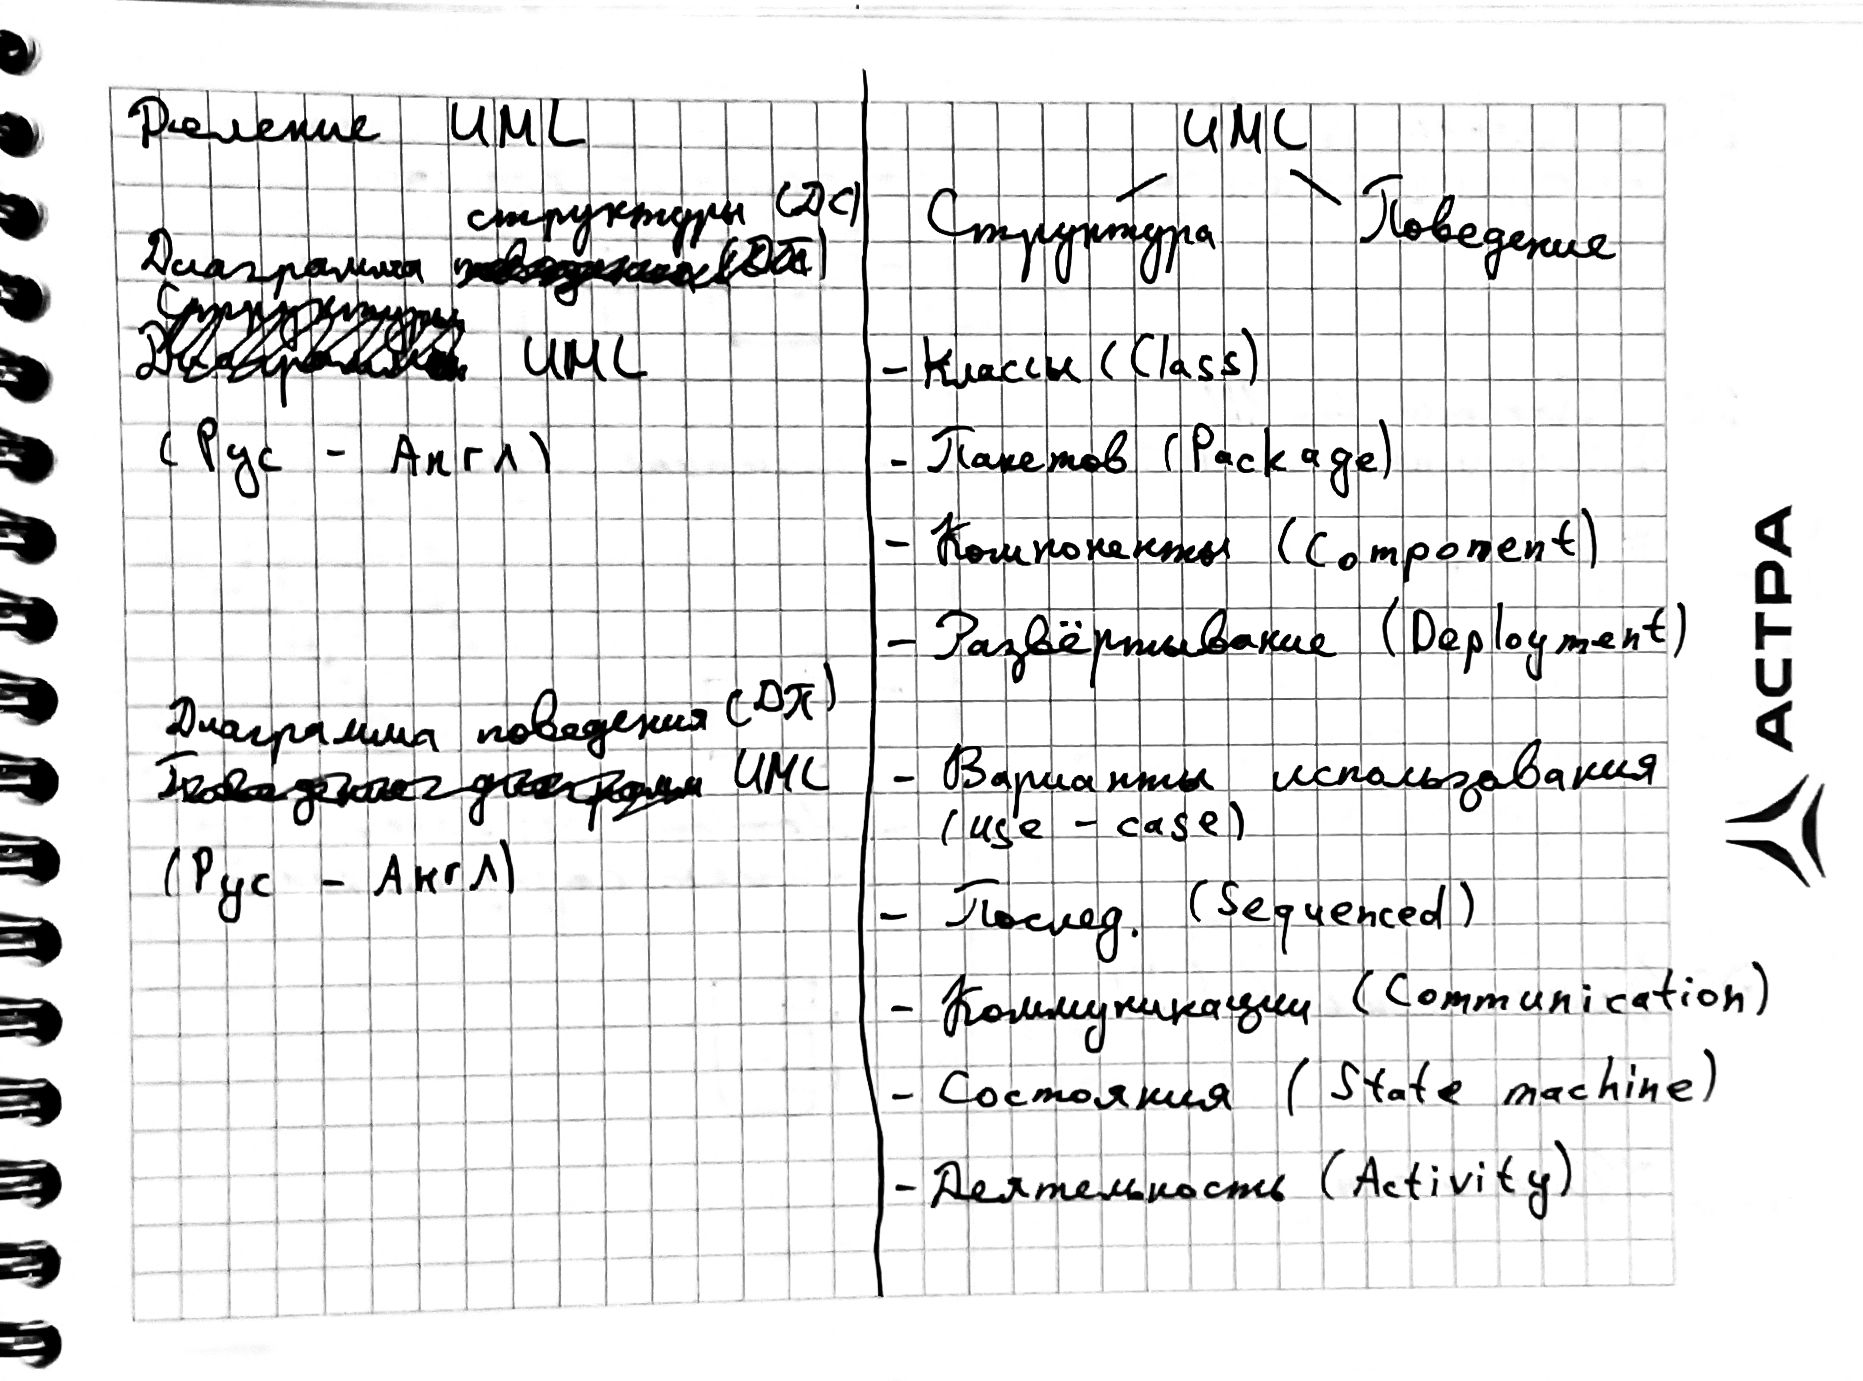 Деление UML
структуры (ДС)
Диаграмма
UML
(Рус - Англ)
Диаграмма поведения (ДП)
UML
(Рус - Англ)
UML
Структура Поведение
- Классы (Class)
- Пакетов (Package)
- Компоненты (Component)
- Развёртывание (Deployment)
- Варианты использования
(use - case)
- Послед. (Sequenced)
- Коммуникации (Communication)
- Состояния (State machine)
- Деятельность (Activity)
АСТРА